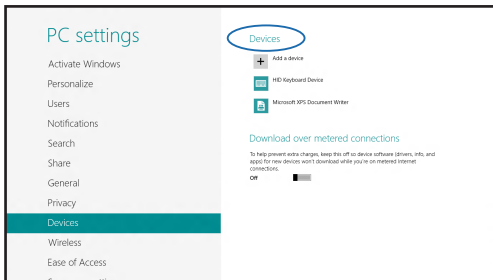 PC settings
Activate Windows
Personalize
Users
Notifications
Search
Share
General
Privacy
Devices
Wireless
Ease of Access
Devices
Add a device
HID Keyboard Device
Microsoft XPS Document Writer
Download over metered connections
To help prevent extra charges, keep this off so device software (drivers, info, and
apps) for new devices won't download while you're on metered internet
connections.
Off